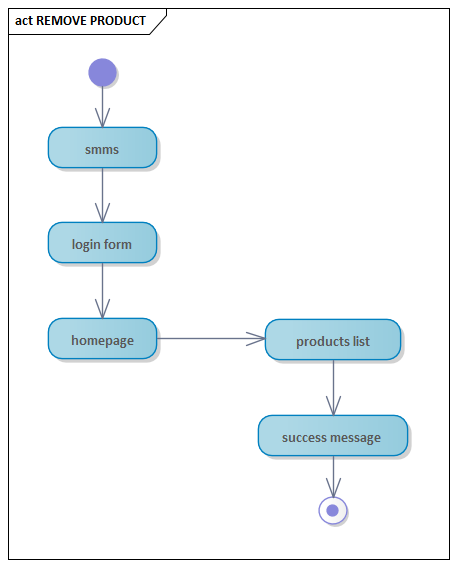 act REMOVE PRODUCT
smms
login form
homepage
products list
success message